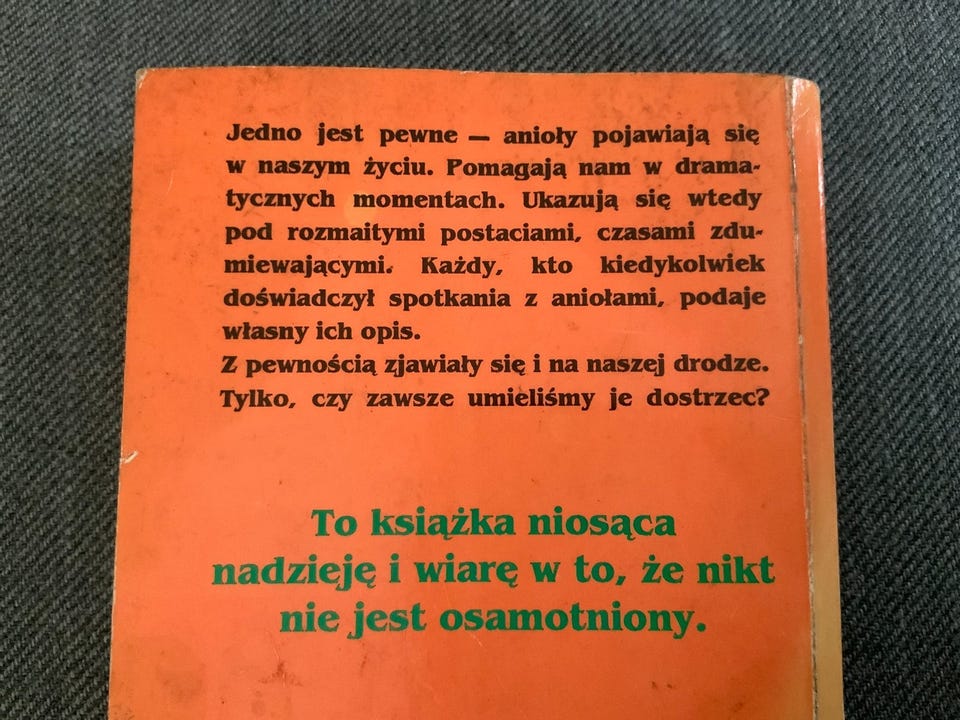 Jedno jest pewne — anioły pojawiają się
w naszym życiu. Pomagają nam w drama-
tycznych momentach. Ukazują się wtedy
pod rozmaitymi postaciami, czasami zdu-
miewającymi. Każdy, kto kiedykolwiek
doświadczył spotkania z aniołami, podaje
własny ich opis.
Z pewnością zjawiały się i na naszej drodze.
Tylko, czy zawsze umieliśmy je dostrzec?
To książka niosąca
nadzieję i wiarę w to, że nikt
nie jest osamotniony.